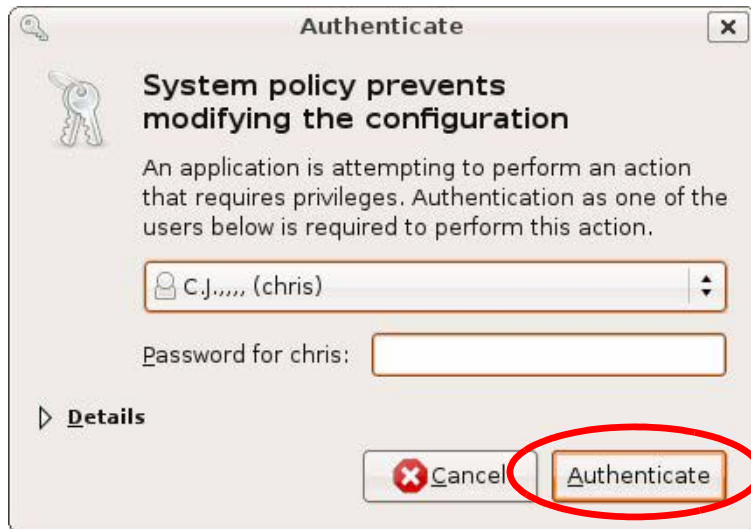 Authenticate
System policy prevents
modifying the configuration
An application is attempting to perform an action
that requires privileges. Authentication as one of the
users below is required to perform this action.
C.J.,,,, (chris)
Password for chris:
Details
Cancel Authenticate